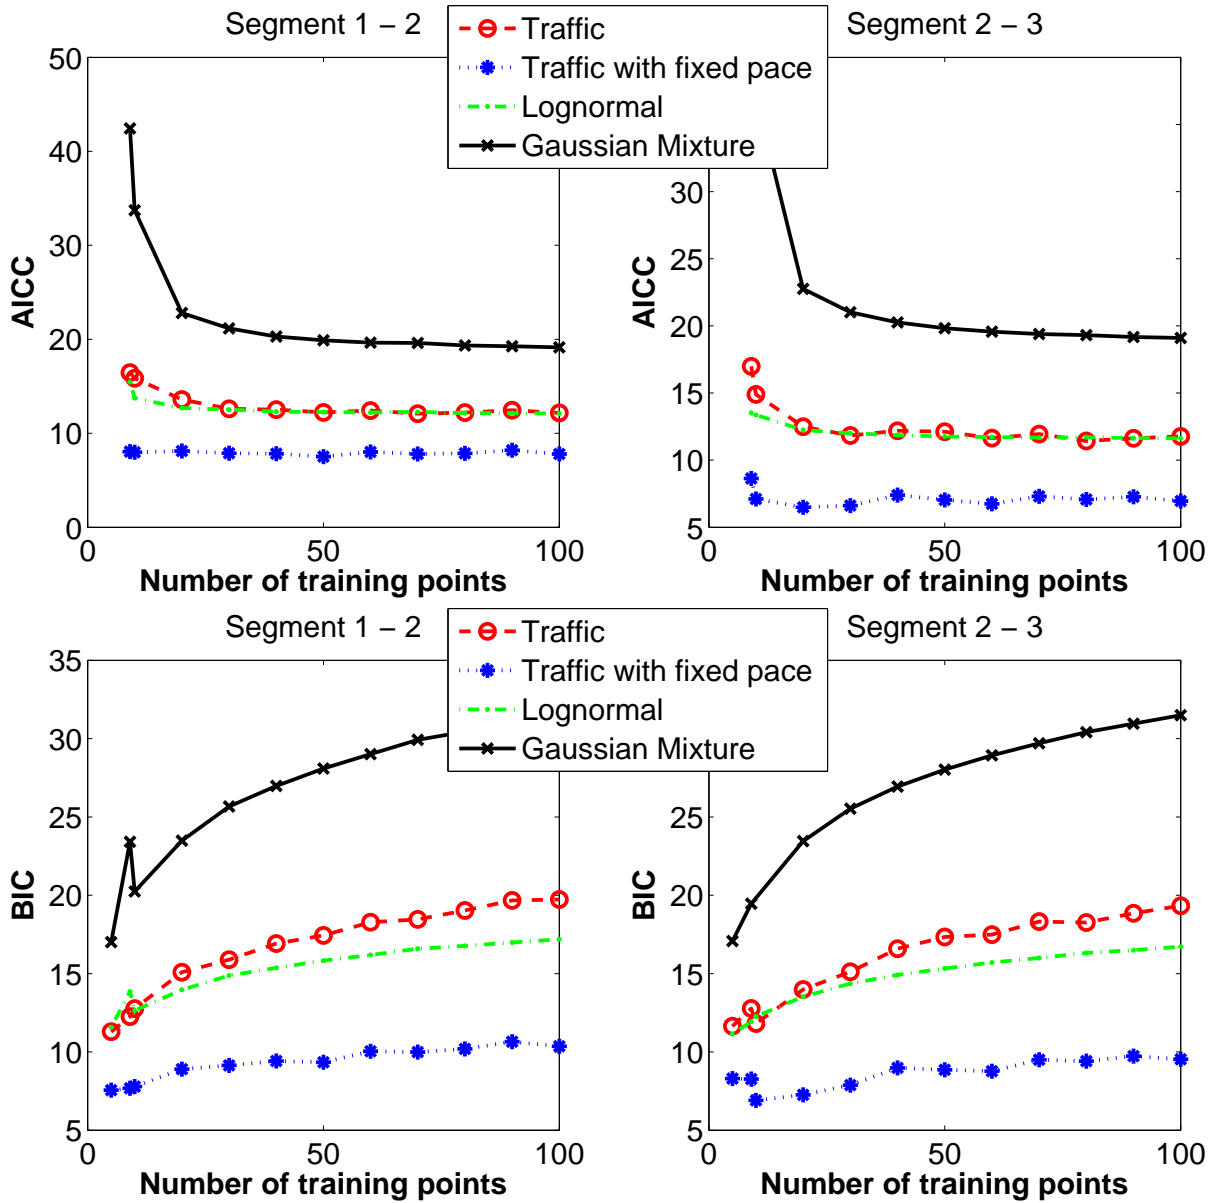 Segment 1 – 2
Segment 2 – 3
Traffic
Traffic with fixed pace
Lognormal
Gaussian Mixture
50
40
30
20
10
0
AICC
0
50
100
Number of training points
30
25
20
15
10
5
AICC
0
50
100
Number of training points
Segment 1 – 2
Segment 2 – 3
Traffic
Traffic with fixed pace
Lognormal
Gaussian Mixture
35
30
25
20
15
10
5
BIC
0
50
100
Number of training points
25
20
15
10
5
BIC
0
50
100
Number of training points